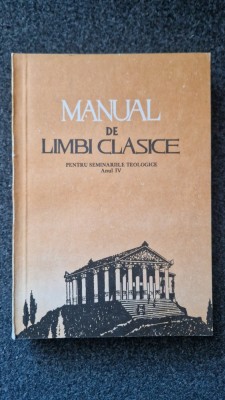 MANUAL
DE
LIMBI CLASICE
PENTRU SEMINARIILE TEOLOGICE
Anul IV